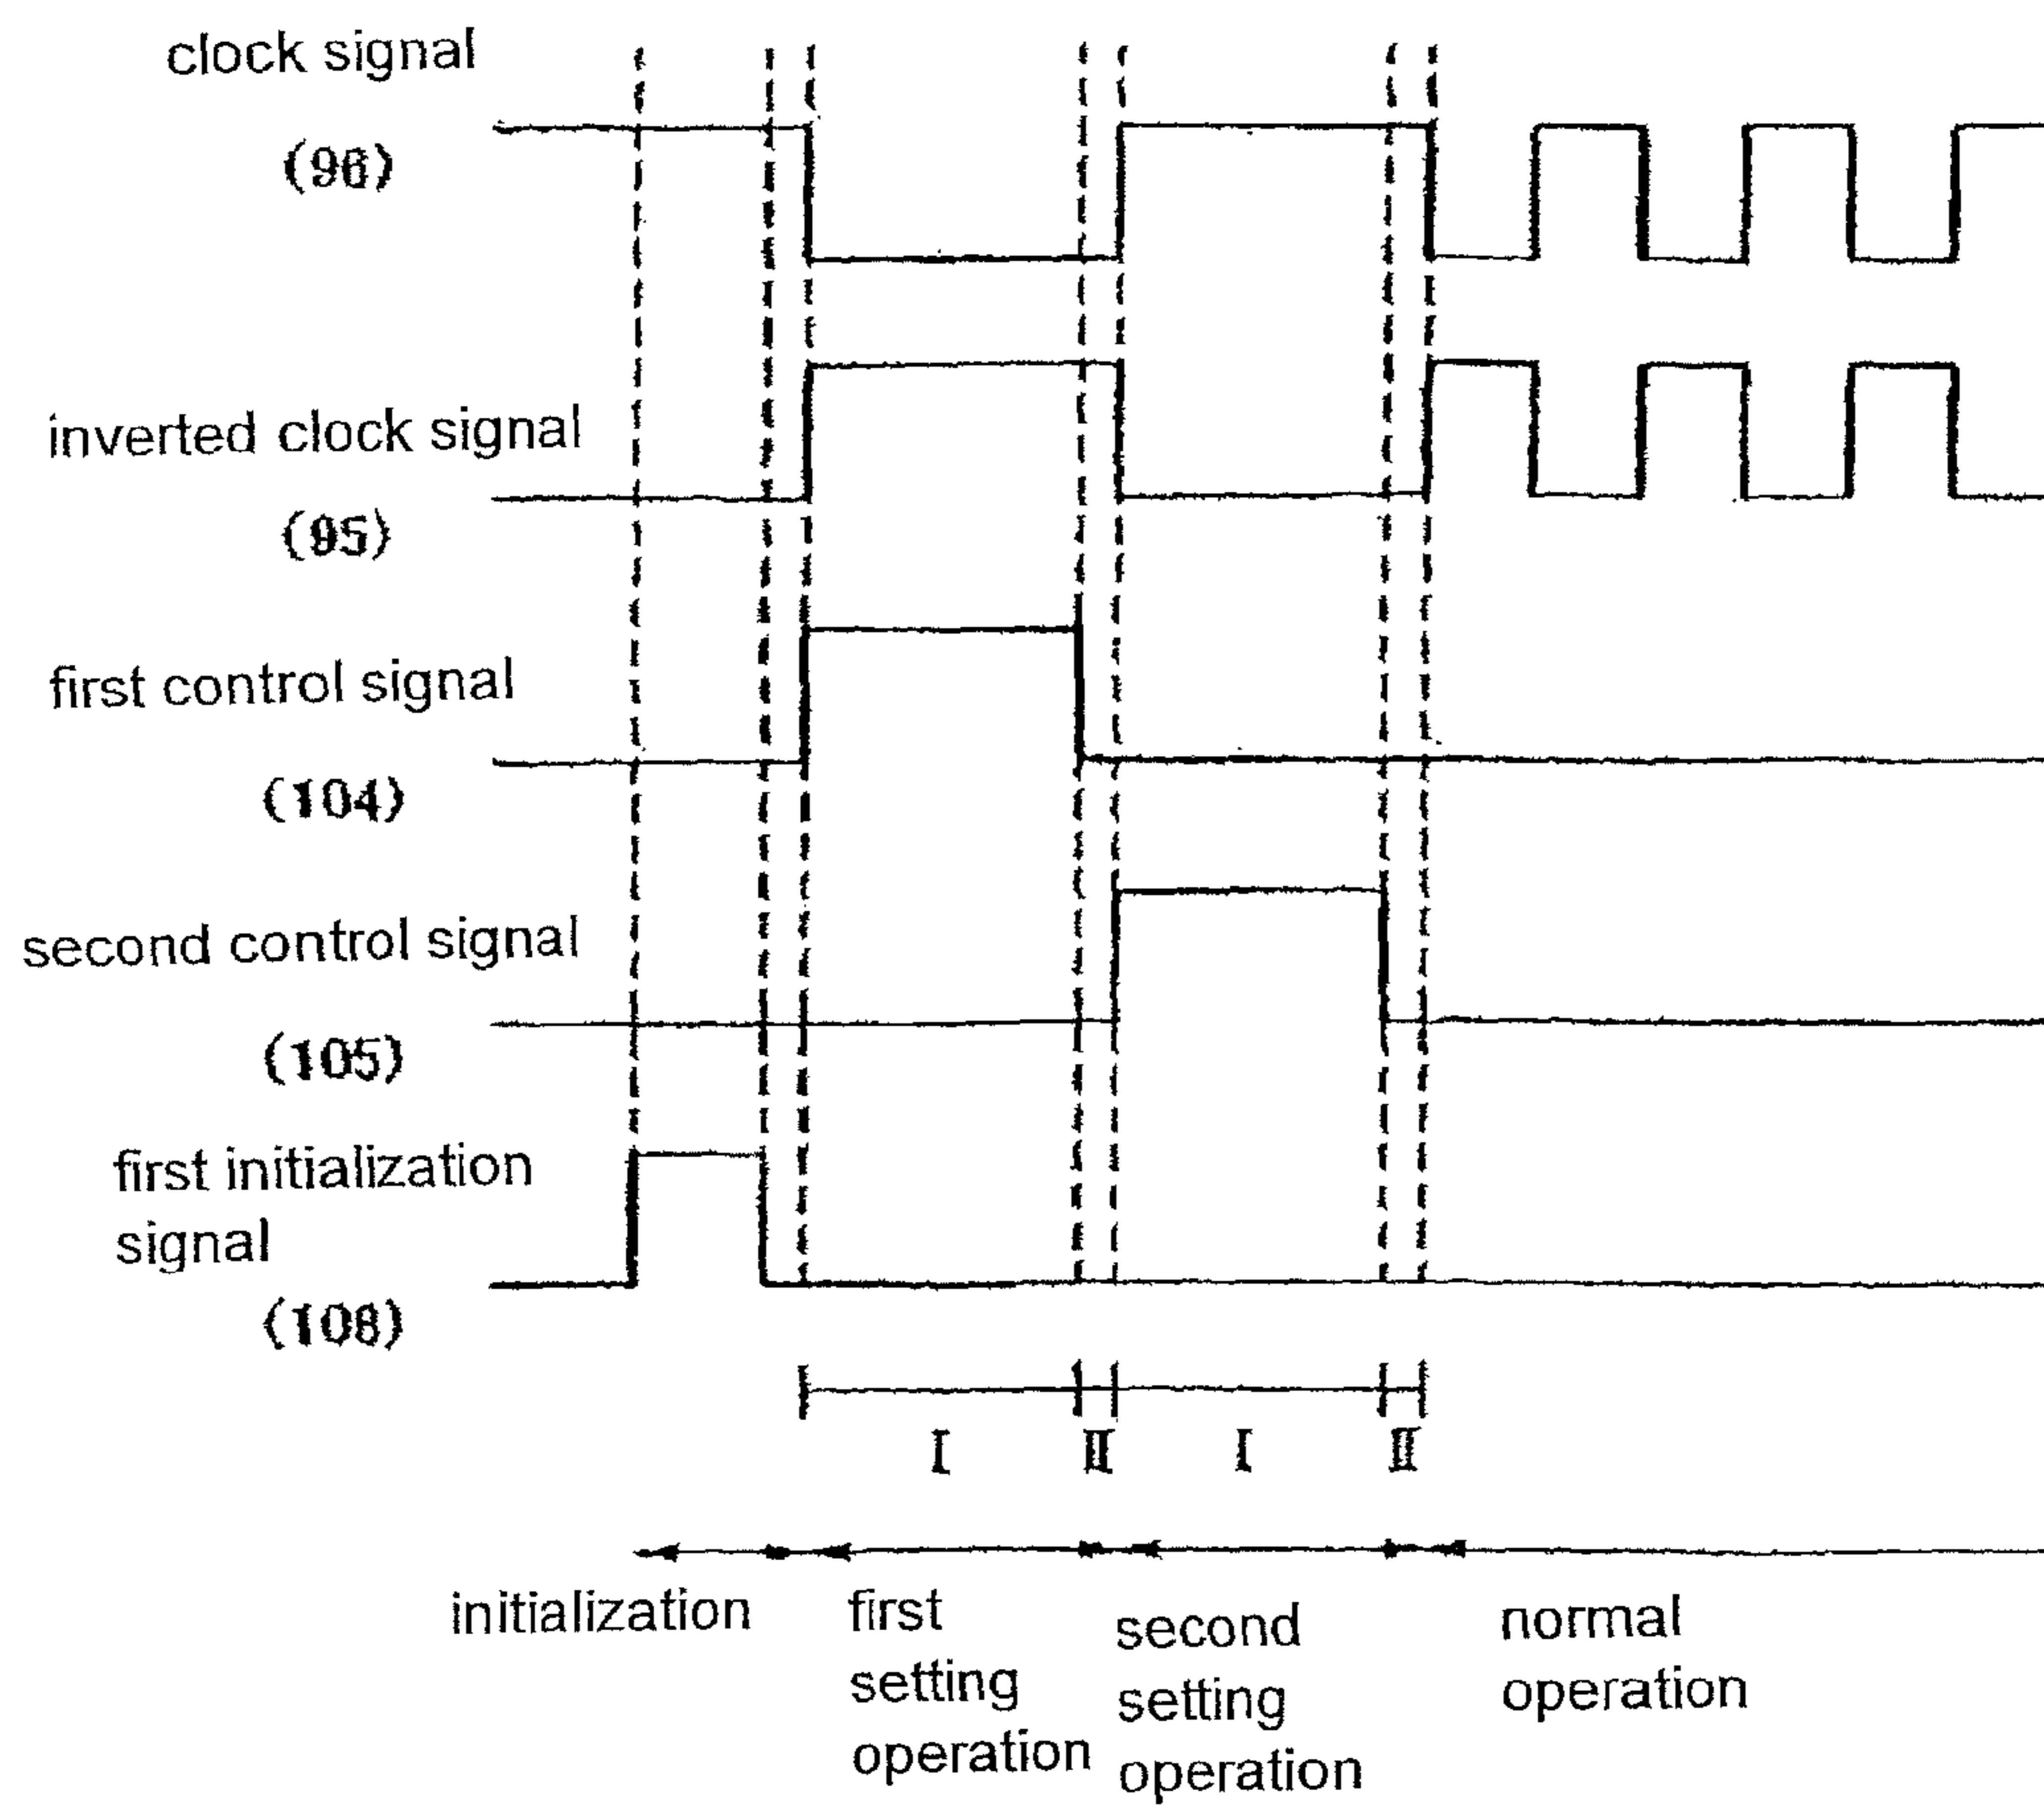 clock signal
(96)
inverted clock signal
(95)
first control signal
(104)
second control signal
(105)
first initialization
signal
(108)
I II I II
initialization
first
setting
operation
second
setting
operation
normal
operation